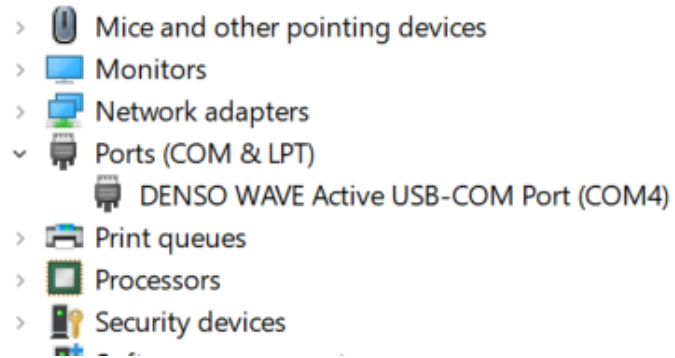 Mice and other pointing devices
Monitors
Network adapters
Ports (COM & LPT)
DENSO WAVE Active USB-COM Port (COM4)
Print queues
Processors
Security devices